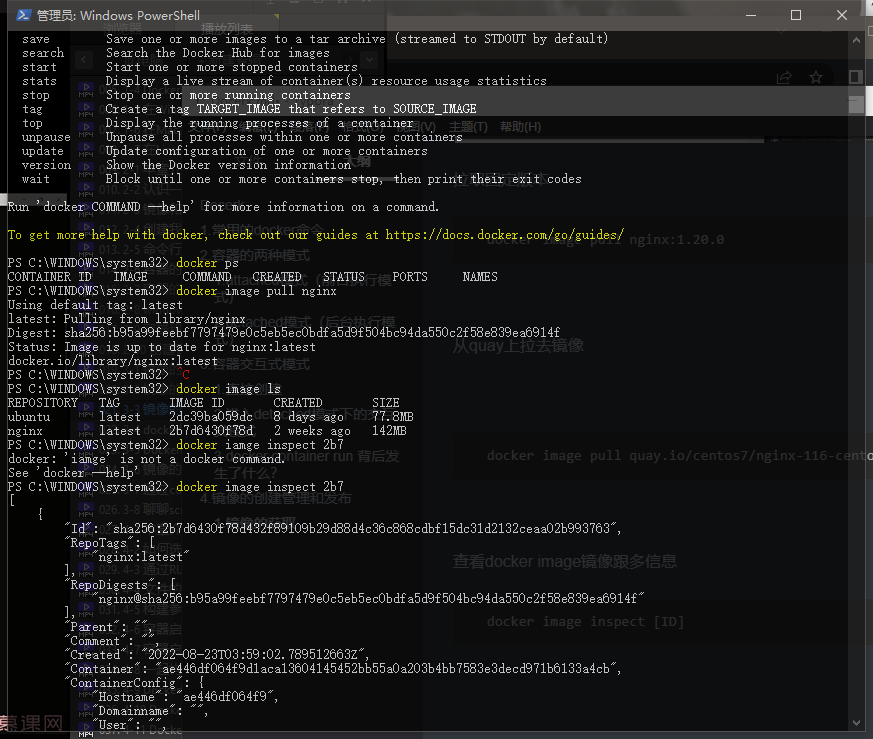 管理员: Windows PowerShell
save Save one or more images to a tar archive (streamed to STDOUT by default)
search Search the Docker Hub for images
start Start one or more stopped containers
stats Display a live stream of container(s) resource usage statistics
stop Stop one or more running containers
tag Create a tag TARGET_IMAGE that refers to SOURCE_IMAGE
top Display the running processes of a container
unpause Unpause all processes within one or more containers
update Update configuration of one or more containers
version Show the Docker version information
wait Block until one or more containers stop, then print their exit codes
Run 'docker COMMAND --help' for more information on a command.
To get more help with docker, check out our guides at https://docs.docker.com/go/guides/
PS C:\WINDOWS\system32> docker ps
CONTAINER ID IMAGE COMMAND CREATED STATUS PORTS NAMES
PS C:\WINDOWS\system32> docker image pull nginx
Using default tag: latest
latest: Pulling from library/nginx
Digest: sha256:b95a99feebf7797479e0c5eb5ec0bdfa5d9f504bc94da550c2f58e839ea6914f
Status: Image is up to date for nginx:latest
docker.io/library/nginx:latest
PS C:\WINDOWS\system32> ^C
PS C:\WINDOWS\system32> docker image ls
REPOSITORY TAG IMAGE ID CREATED SIZE
ubuntu latest 2dc39ba059dc 8 days ago 77.8MB
nginx latest 2b7d6430f78d 2 weeks ago 142MB
PS C:\WINDOWS\system32> docker iamge inspect 2b7
docker: 'iamge' is not a docker command.
See 'docker --help'
PS C:\WINDOWS\system32> docker image inspect 2b7
[
{
"Id": "sha256:2b7d6430f78d432f89109b29d88d4c36c868cdbf15dc31d2132ceaa02b993763",
"RepoTags": [
"nginx:latest"
],
"RepoDigests": [
"nginx@sha256:b95a99feebf7797479e0c5eb5ec0bdfa5d9f504bc94da550c2f58e839ea6914f"
],
"Parent": "",
"Comment": "",
"Created": "2022-08-23T03:59:02.789512663Z",
"Container": "ae446df064f9d1aca13604145452bb55a0a203b4bb7583e3decd971b6133a4cb",
"ContainerConfig": {
"Hostname": "ae446df064f9",
"Domainname": "",
"User": "",
播放列表
主题(T) 帮助(H)
大纲
docker image pull nginx:1.20.0
从quay上拉去镜像
docker image pull quay.io/centos7/nginx-116-cento
查看docker image镜像跟多信息
docker image inspect [ID]
4.镜像的创建管理和发布
慕课网